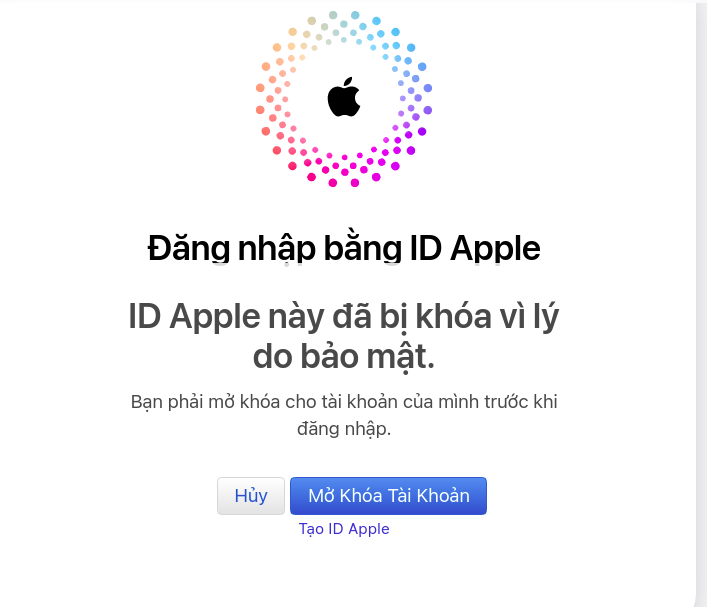 Đăng nhập bằng ID Apple
ID Apple này đã bị khóa vì lý
do bảo mật.
Bạn phải mở khóa cho tài khoản của mình trước khi
đăng nhập.
Hủy
Mở Khóa Tài Khoản
Tạo ID Apple